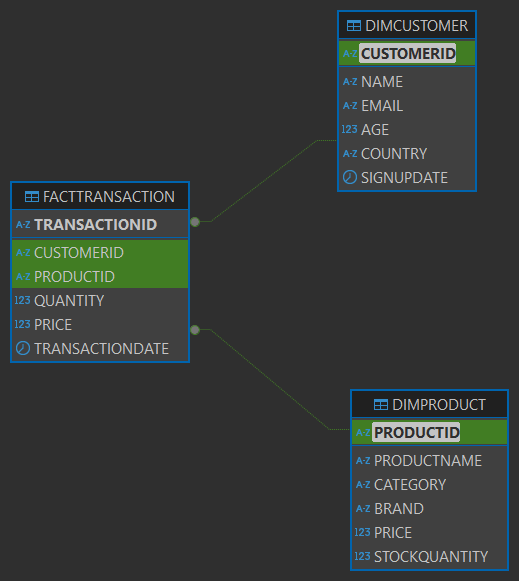 DIMCUSTOMER
A-Z CUSTOMERID
A-Z NAME
A-Z EMAIL
123 AGE
A-Z COUNTRY
SIGNUPDATE
FACTTRANSACTION
A-Z TRANSACTIONID
A-Z CUSTOMERID
A-Z PRODUCTID
123 QUANTITY
123 PRICE
TRANSACTIONDATE
DIMPRODUCT
A-Z PRODUCTID
A-Z PRODUCTNAME
A-Z CATEGORY
A-Z BRAND
123 PRICE
123 STOCKQUANTITY